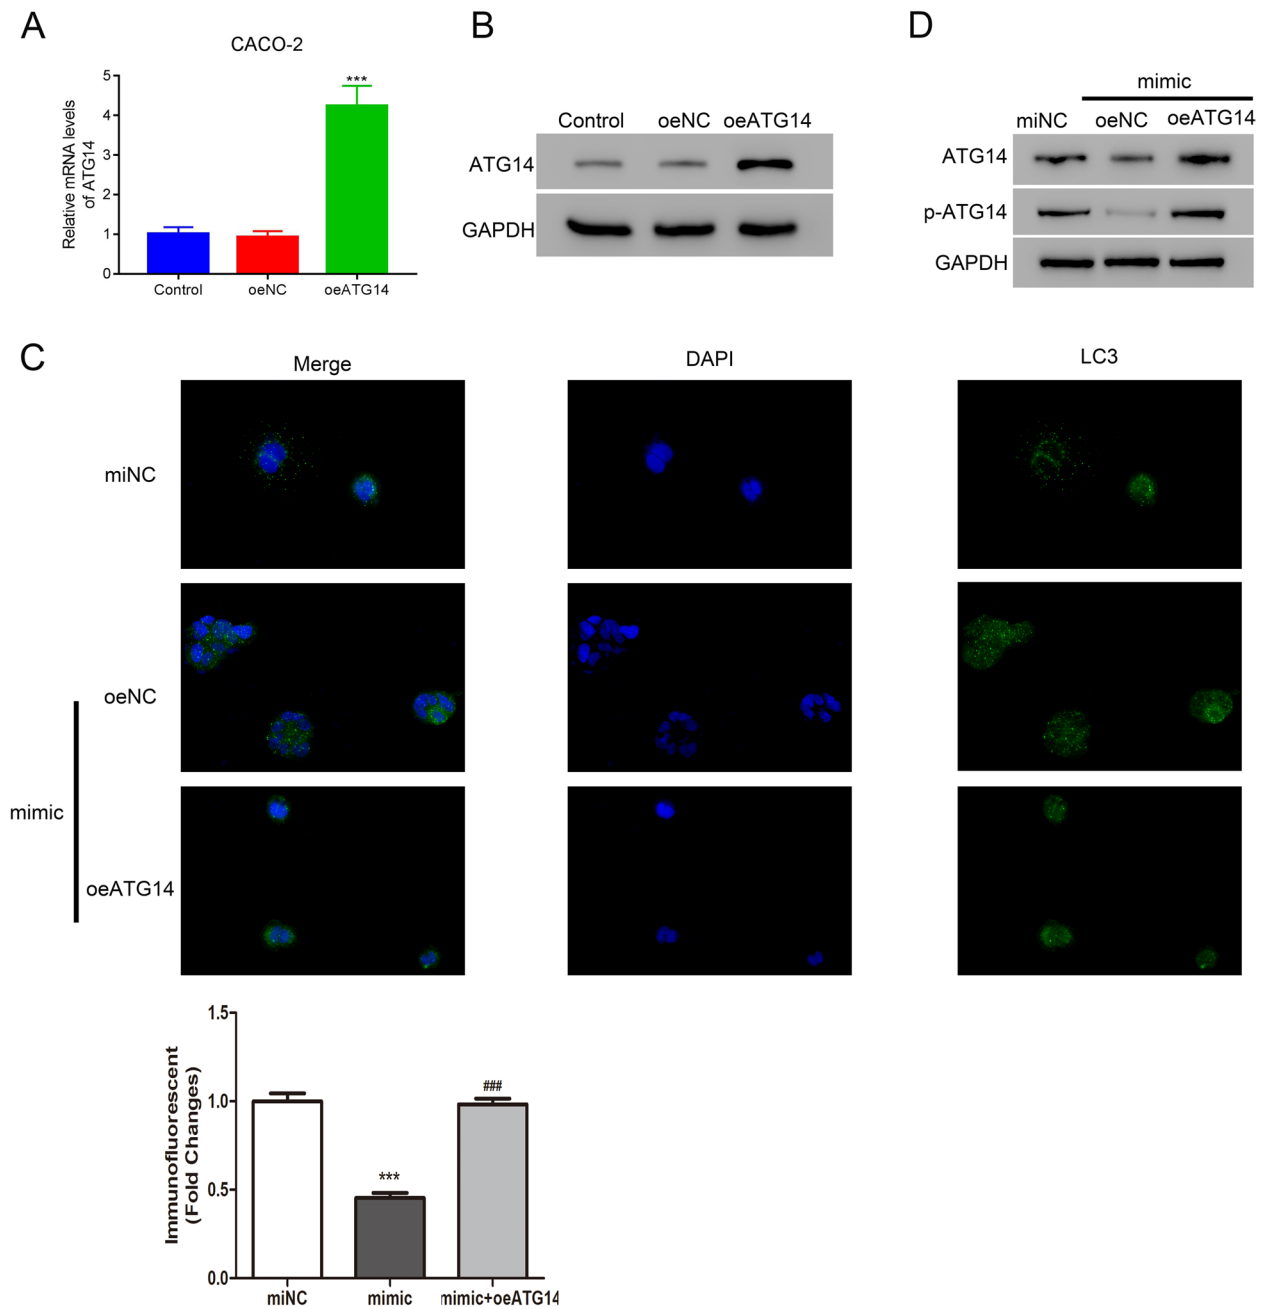 A
CACO-2
Relative mRNA levels
of ATG14
5
4
3
2
1
0
***
Control
oeNC
oeATG14
B
Control
oeNC
oeATG14
ATG14
GAPDH
D
mimic
miNC
oeNC
oeATG14
ATG14
p-ATG14
GAPDH
C
Merge
DAPI
LC3
miNC
oeNC
mimic
oeATG14
Immunofluorescent
(Fold Changes)
1.5
1.0
0.5
0.0
***
###
miNC
mimic
mimic+oeATG14